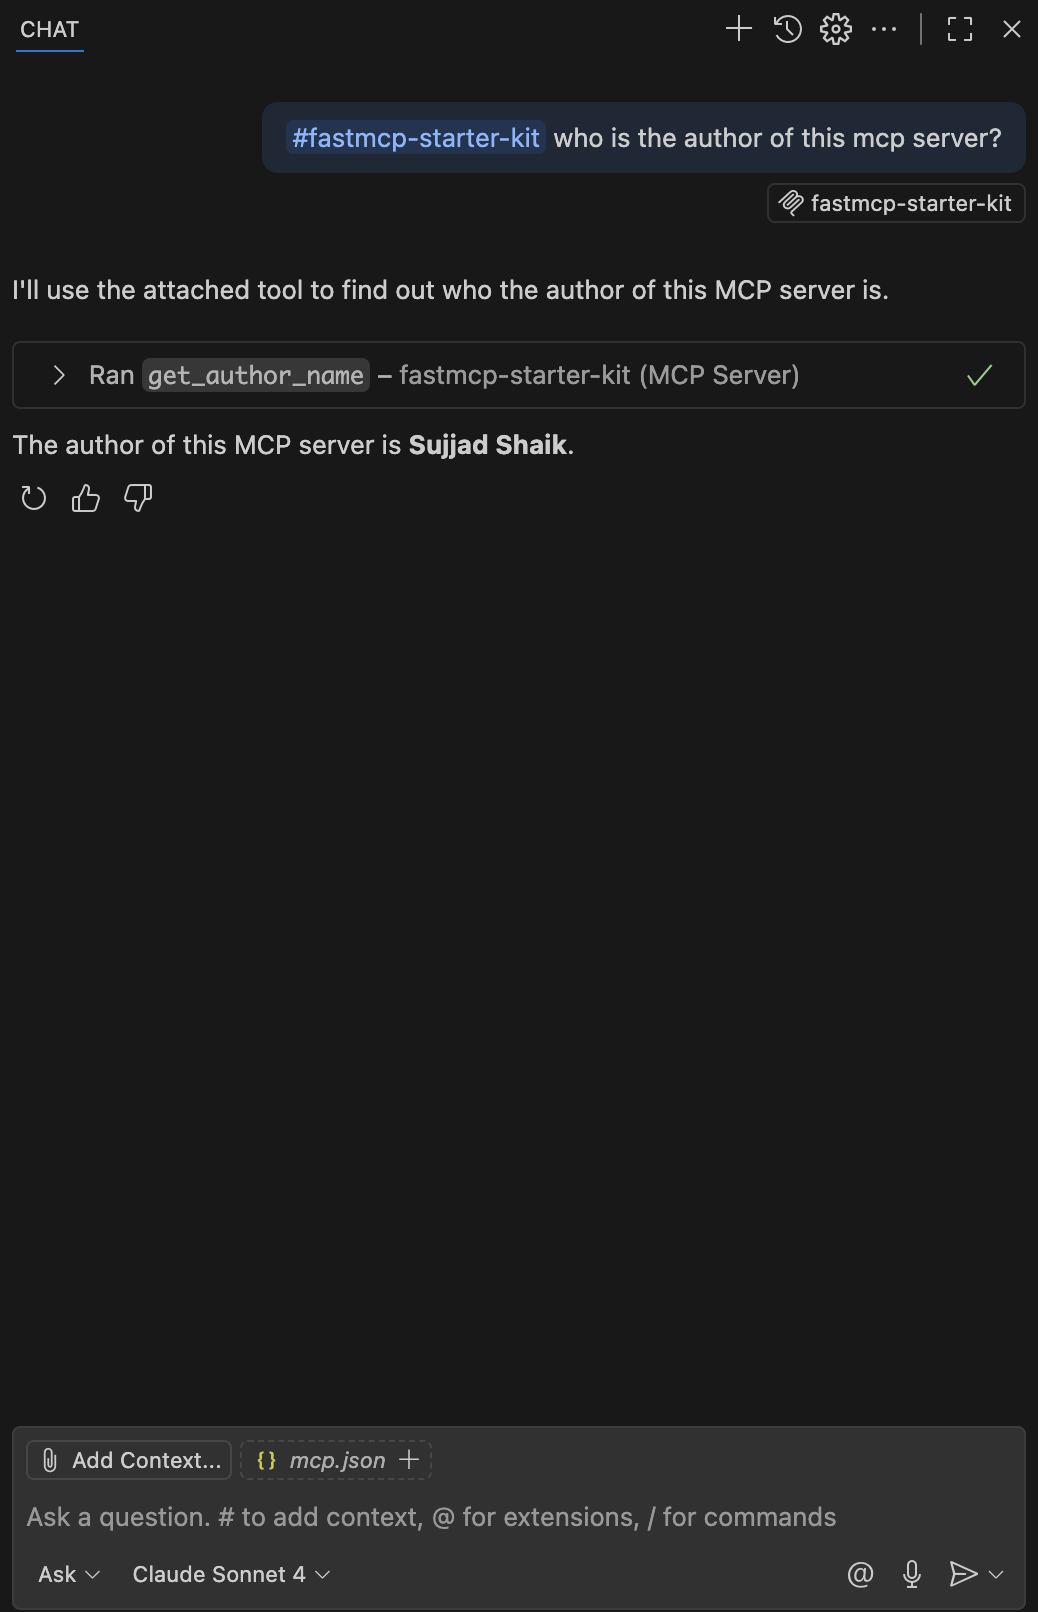 CHAT
#fastmcp-starter-kit who is the author of this mcp server?
fastmcp-starter-kit
I'll use the attached tool to find out who the author of this MCP server is.
Ran get_author_name – fastmcp-starter-kit (MCP Server)
The author of this MCP server is Sujjad Shaik.
Add Context...
{} mcp.json +
Ask a question. # to add context, @ for extensions, / for commands
Ask
Claude Sonnet 4
@